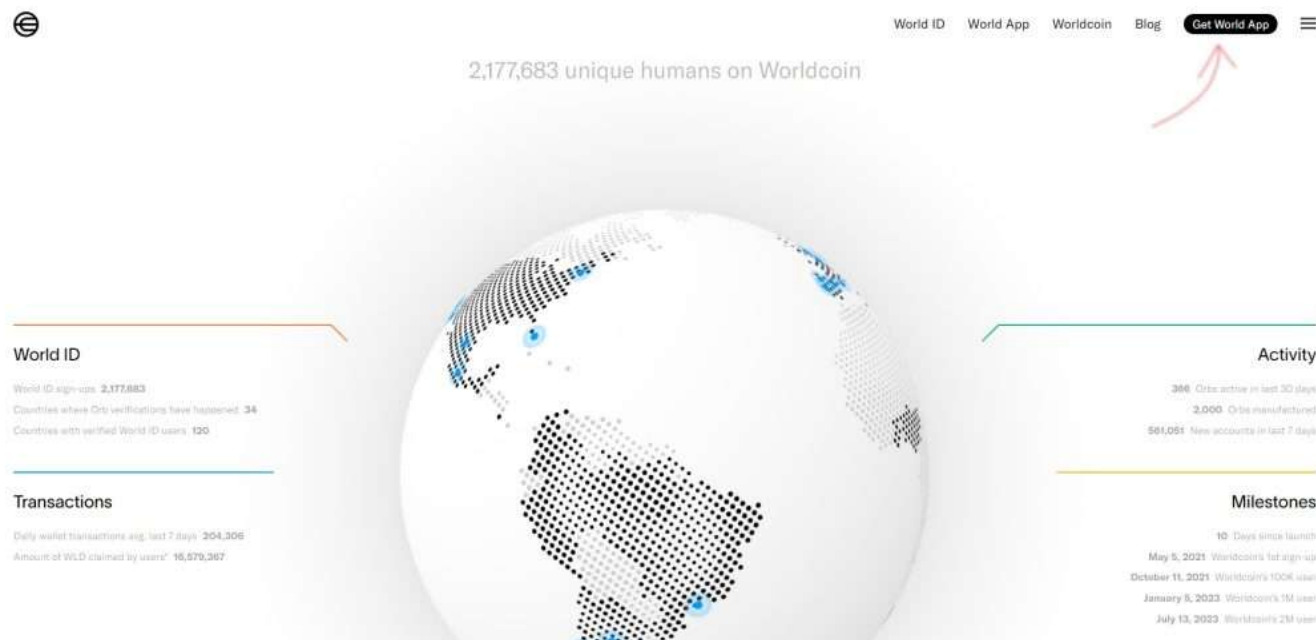 World ID World App Worldcoin Blog Get World App
2,177,683 unique humans on Worldcoin
World ID
World ID sign-ups 2,177,683
Countries where Orb verifications have happened 34
Countries with verified World ID users 120
Transactions
Daily wallet transactions avg. last 7 days 204,306
Amount of WLD claimed by users* 16,579,367
Activity
366 Orbs active in last 30 days
2,000 Orbs manufactured
561,051 New accounts in last 7 days
Milestones
10 Days since launch
May 5, 2021 Worldcoin's 1st sign-up
October 11, 2021 Worldcoin's 100K user
January 5, 2023 Worldcoin's 1M user
July 13, 2023 Worldcoin's 2M user